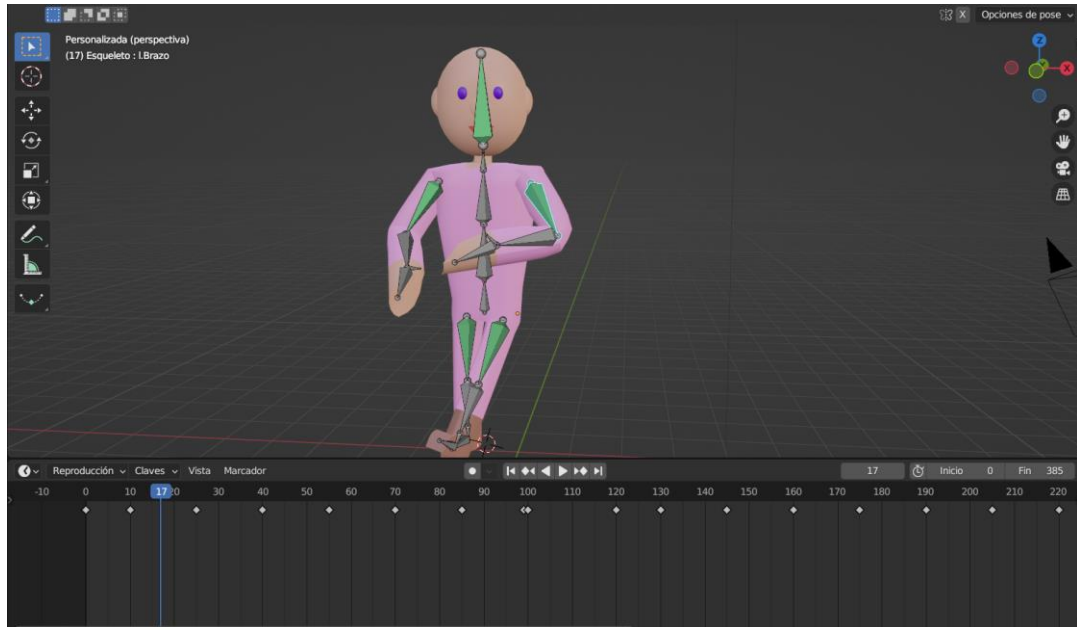 X Opciones de pose
Personalizada (perspectiva)
(17) Esqueleto : l.Brazo
Z
X
Reproducción Claves Vista Marcador 17 Inicio 0 Fin 385
-10 0 10 17 20 30 40 50 60 70 80 90 100 110 120 130 140 150 160 170 180 190 200 210 220